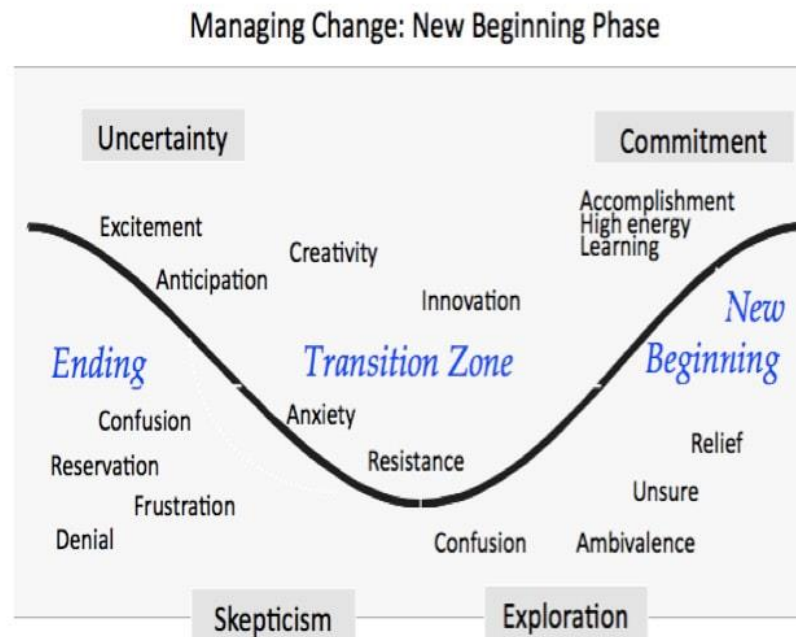 Managing Change: New Beginning Phase
Uncertainty
Commitment
Excitement
Anticipation
Creativity
Innovation
Accomplishment
High energy
Learning
Ending
Transition Zone
New
Beginning
Confusion
Reservation
Frustration
Denial
Anxiety
Resistance
Confusion
Relief
Unsure
Ambivalence
Skepticism
Exploration